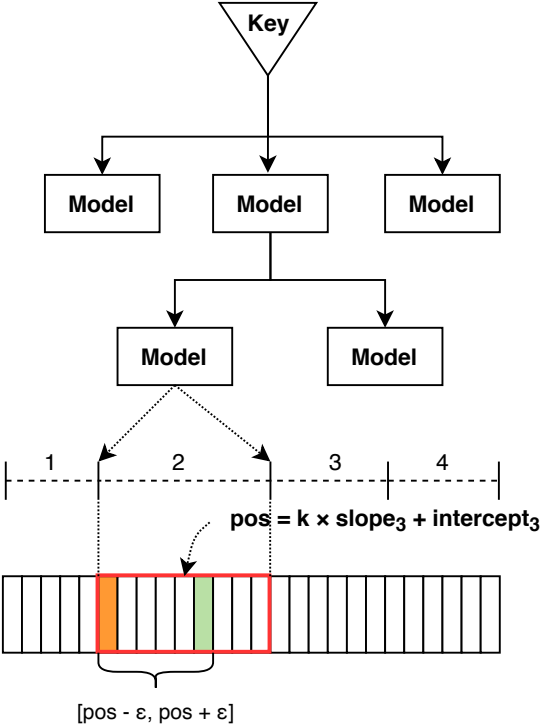 Key
Model Model Model
Model Model
1 2 3 4
pos = k × slope₃ + intercept₃
[pos - ε, pos + ε]